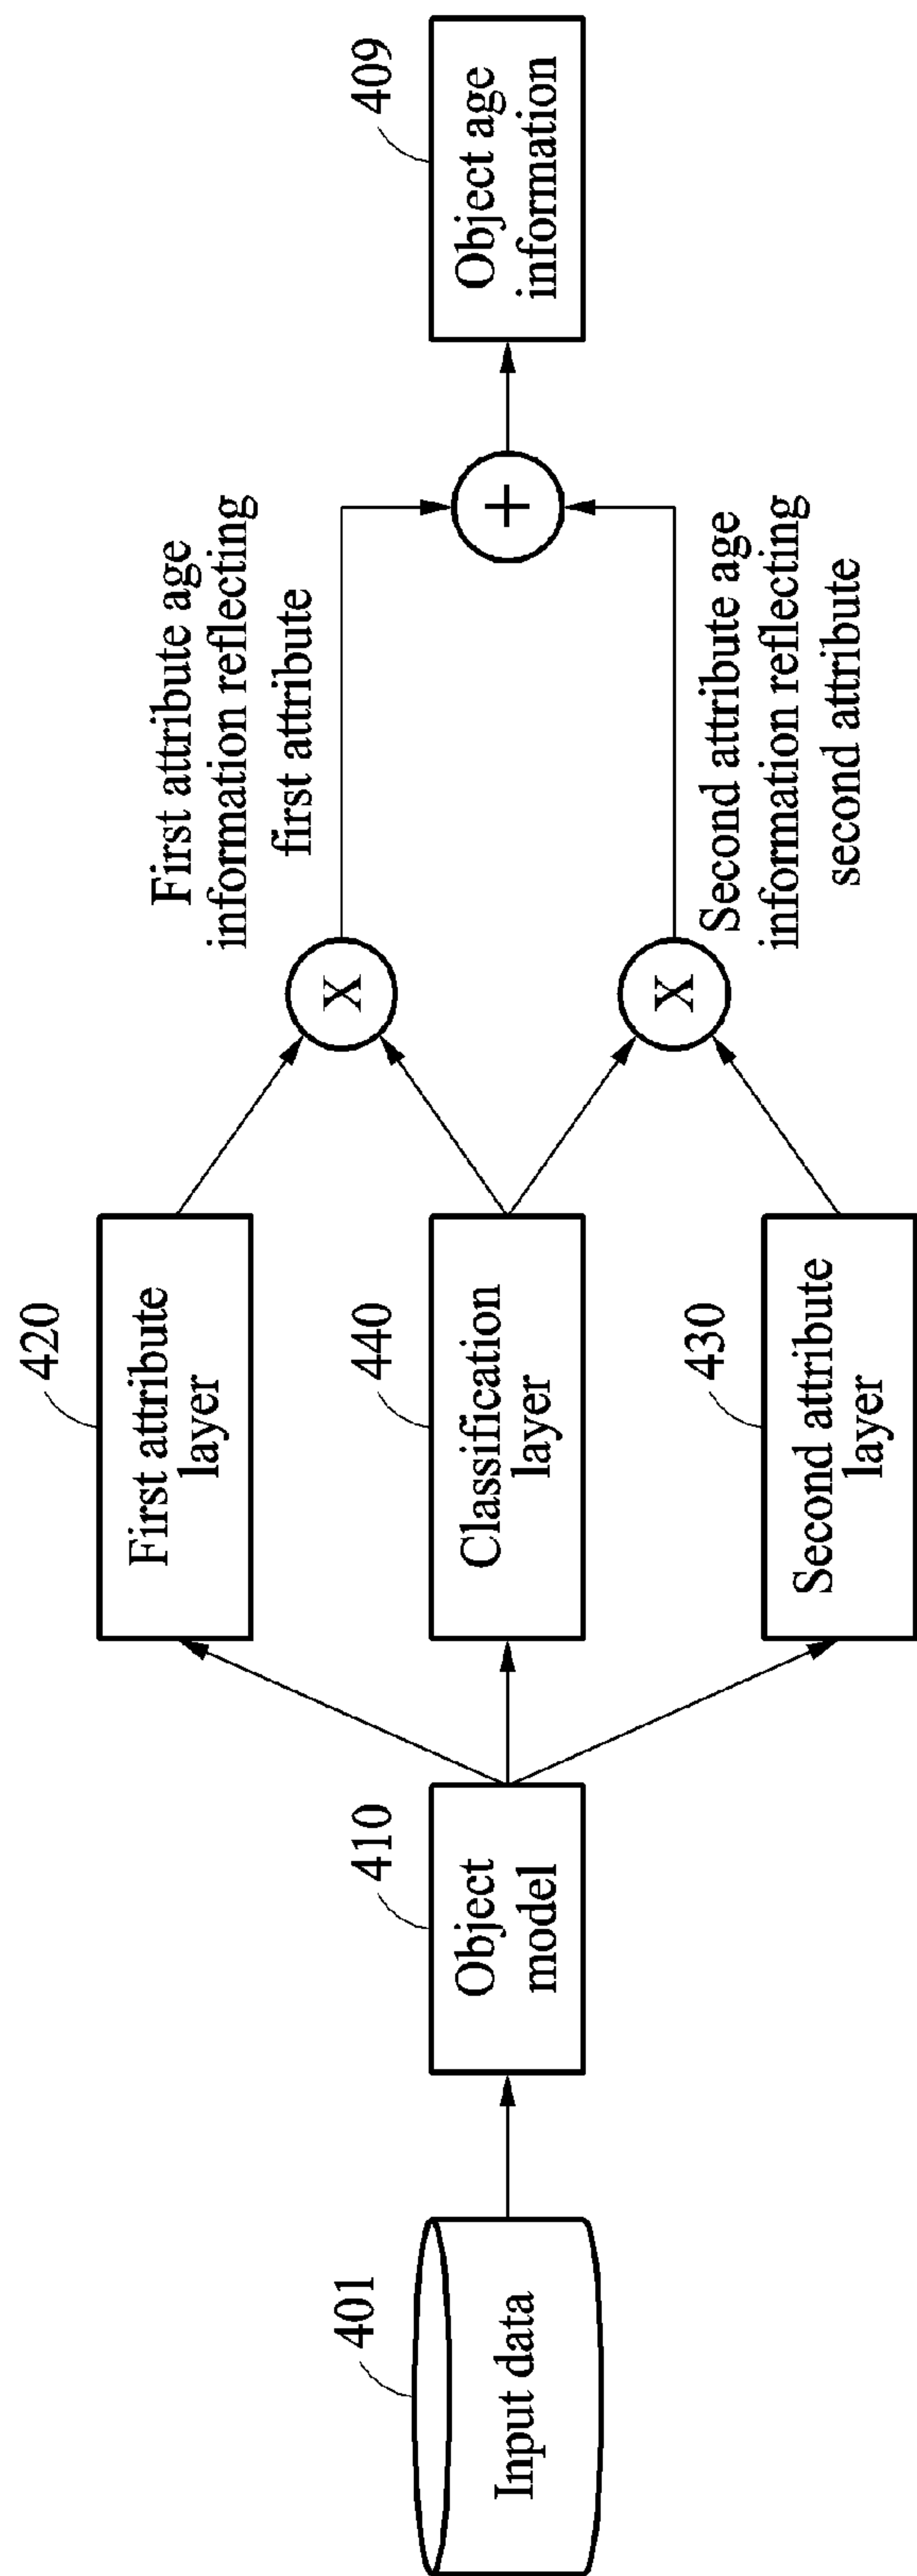 401
Input data
410
Object
model
420
First attribute
layer
440
Classification
layer
430
Second attribute
layer
X
X
First attribute age
information reflecting
first attribute
Second attribute age
information reflecting
second attribute
+
409
Object age
information